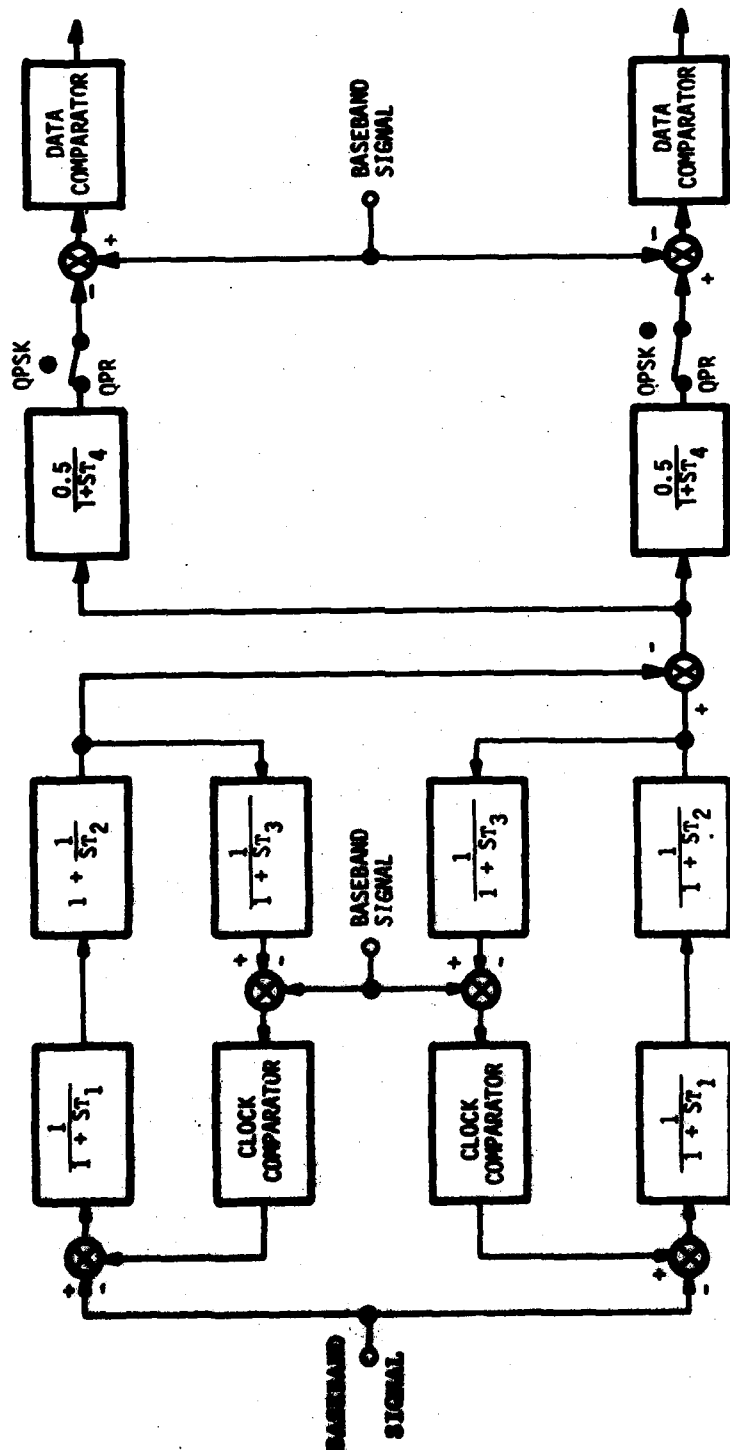 BASEBAND
SIGNAL
+
-
1
1 + ST1
1 + 1
ST2
CLOCK
COMPARATOR
+
-
1
1 + ST3
BASEBAND
SIGNAL
CLOCK
COMPARATOR
+
-
1
1 + ST3
+
-
1
1 + ST1
1
1 + ST2
+
-
0.5
1+ST4
QPSK
QPR
-
+
DATA
COMPARATOR
BASEBAND
SIGNAL
0.5
1+ST4
QPSK
QPR
+
-
DATA
COMPARATOR